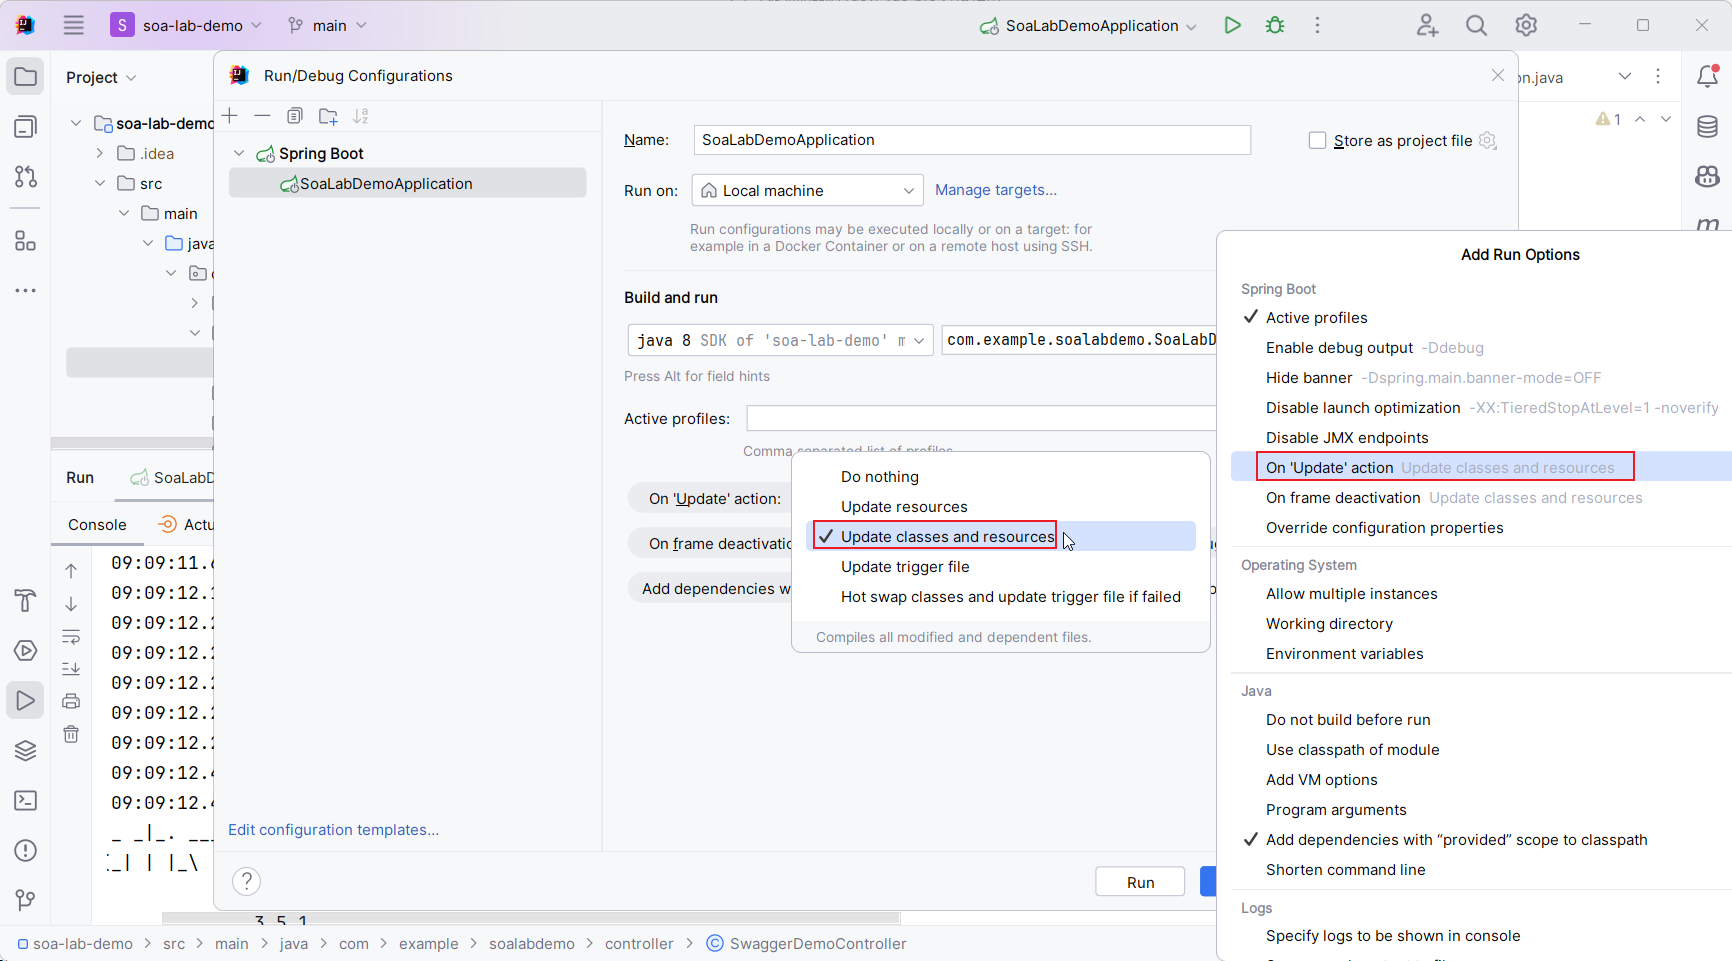 S soa-lab-demo main SoaLabDemoApplication
Project
Run/Debug Configurations
on.java
soa-lab-demo
.idea
src
main
java
1
Spring Boot
SoaLabDemoApplication
Name: SoaLabDemoApplication Store as project file
Run on: Local machine Manage targets...
Run configurations may be executed locally or on a target: for
example in a Docker Container or on a remote host using SSH.
Build and run
java 8 SDK of 'soa-lab-demo' m com.example.soalabdemo.SoaLabD
Press Alt for field hints
Active profiles:
Comma separated list of profiles
On 'Update' action:
On frame deactivatio
Add dependencies w
Do nothing
Update resources
Update classes and resources
Update trigger file
Hot swap classes and update trigger file if failed
Compiles all modified and dependent files.
Add Run Options
Spring Boot
Active profiles
Enable debug output -Ddebug
Hide banner -Dspring.main.banner-mode=OFF
Disable launch optimization -XX:TieredStopAtLevel=1 -noverify
Disable JMX endpoints
On 'Update' action Update classes and resources
On frame deactivation Update classes and resources
Override configuration properties
Operating System
Allow multiple instances
Working directory
Environment variables
Java
Do not build before run
Use classpath of module
Add VM options
Program arguments
Add dependencies with “provided” scope to classpath
Shorten command line
Logs
Specify logs to be shown in console
Run SoaLabD
Console Actu
09:09:11.
09:09:12.
09:09:12.2
09:09:12.2
09:09:12.2
09:09:12.2
09:09:12.2
09:09:12.4
09:09:12.4
_ _|_. ___
_| | |_\
3.5.1
Edit configuration templates...
? Run
soa-lab-demo > src > main > java > com > example > soalabdemo > controller > SwaggerDemoController